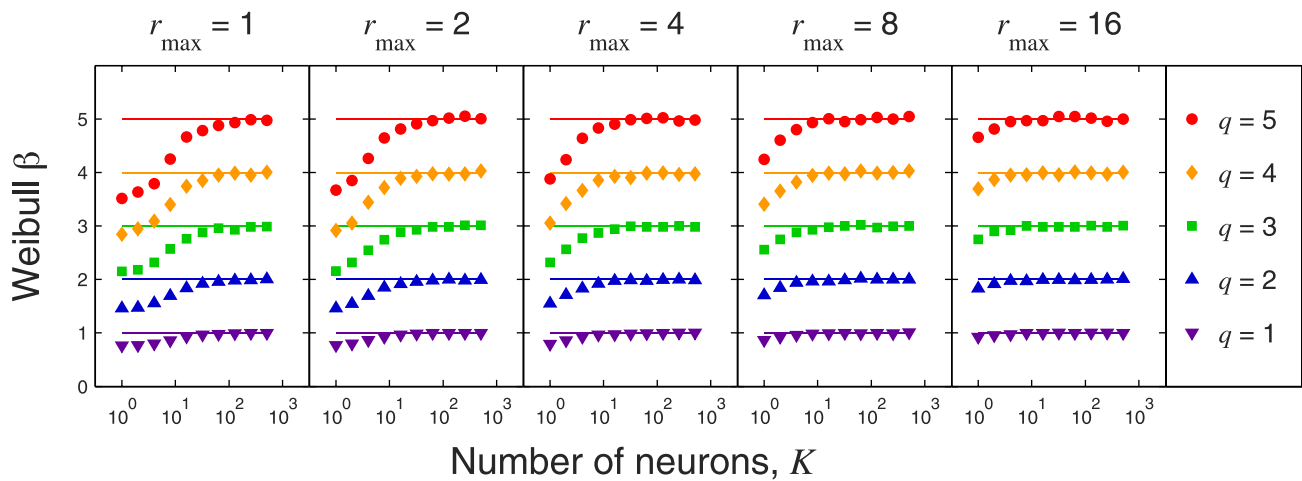 r_max = 1 r_max = 2 r_max = 4 r_max = 8 r_max = 16
Weibull β
5
4
3
2
1
0
q = 5
q = 4
q = 3
q = 2
q = 1
10^0 10^1 10^2 10^3 10^0 10^1 10^2 10^3 10^0 10^1 10^2 10^3 10^0 10^1 10^2 10^3 10^0 10^1 10^2 10^3
Number of neurons, K